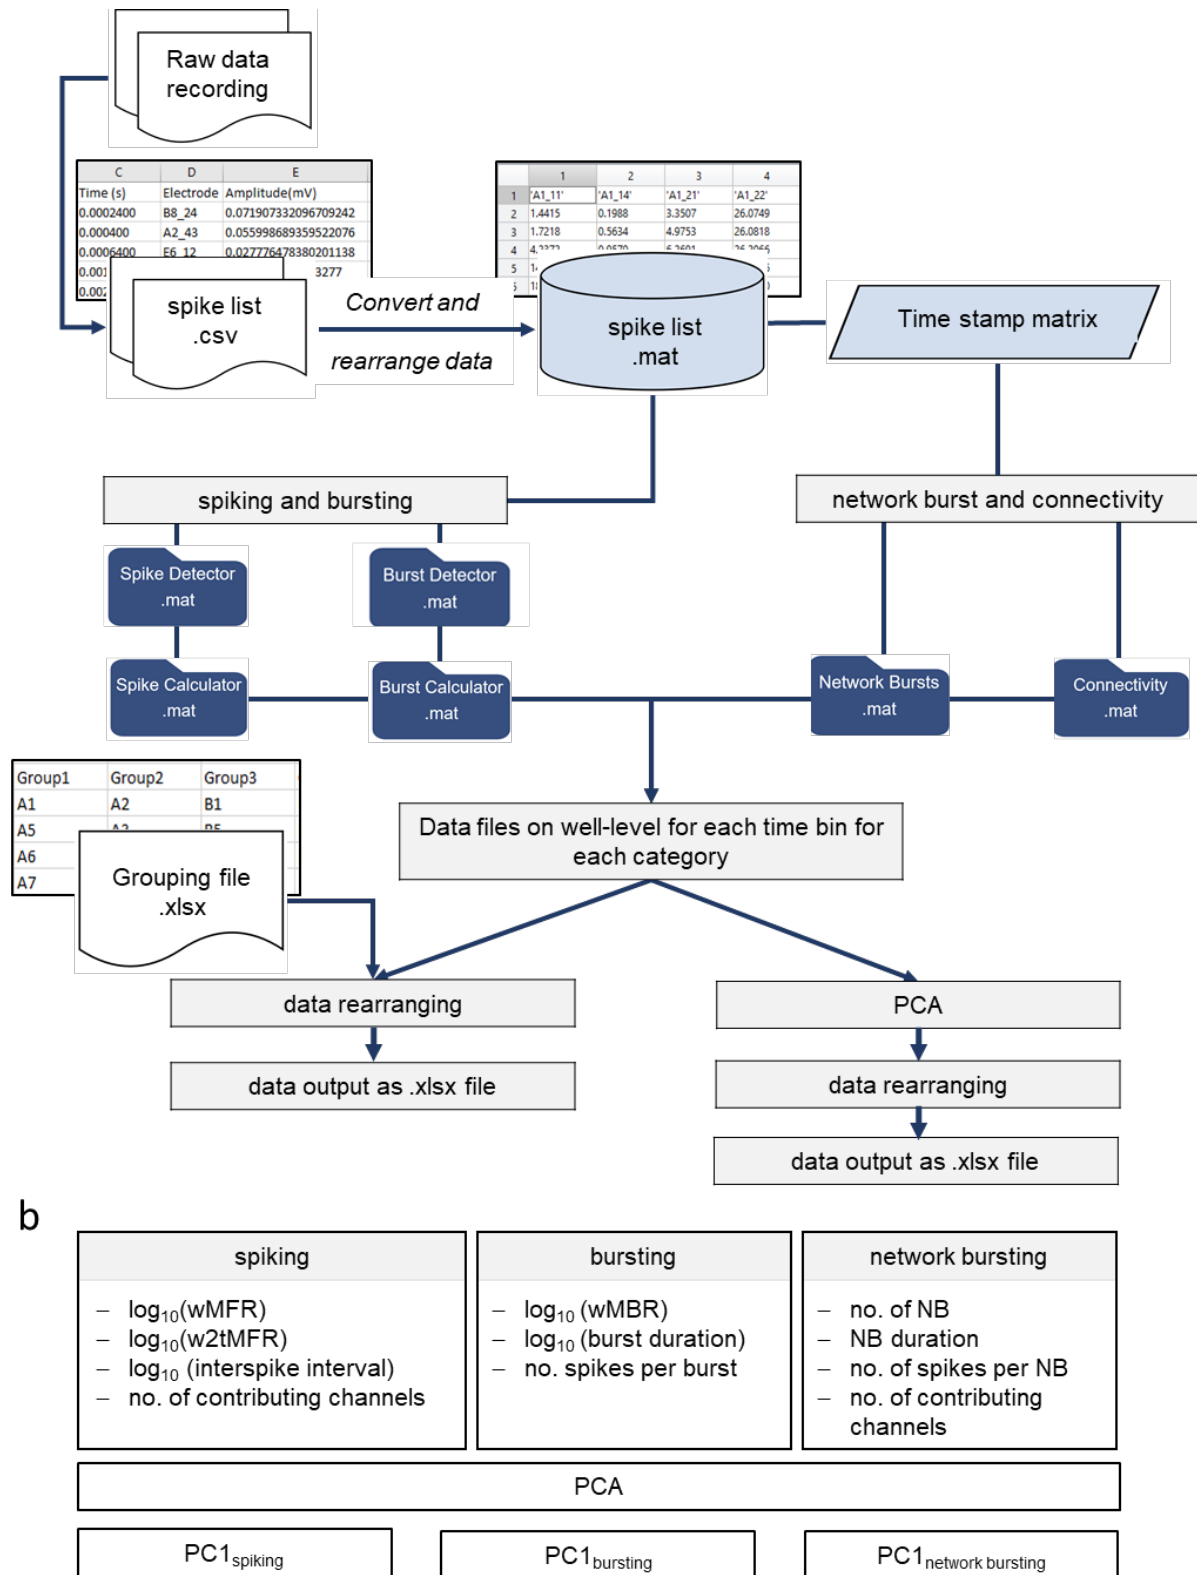 Raw data
recording
C D E
Time (s) Electrode Amplitude(mV)
0.0002400 B8_24 0.071907332096709242
0.000400 A2_43 0.055998689359522076
0.0006400 E6_12 0.027776478380201138
0.001 3277
0.002
spike list
.csv
Convert and
rearrange data
1 2 3 4
1 'A1_11' 'A1_14' 'A1_21' 'A1_22'
2 1.4415 0.1988 3.3507 26.0749
3 1.7218 0.5634 4.9753 26.0818
4
5
spike list
.mat
Time stamp matrix
spiking and bursting
network burst and connectivity
Spike Detector
.mat
Burst Detector
.mat
Spike Calculator
.mat
Burst Calculator
.mat
Network Bursts
.mat
Connectivity
.mat
Group1 Group2 Group3
A1 A2 B1
A5
A6
A7
Grouping file
.xlsx
Data files on well-level for each time bin for
each category
data rearranging
data output as .xlsx file
PCA
data rearranging
data output as .xlsx file
b
spiking
– log10(wMFR)
– log10(w2tMFR)
– log10 (interspike interval)
– no. of contributing channels
bursting
– log10 (wMBR)
– log10 (burst duration)
– no. spikes per burst
network bursting
– no. of NB
– NB duration
– no. of spikes per NB
– no. of contributing
channels
PCA
PC1spiking
PC1bursting
PC1network bursting